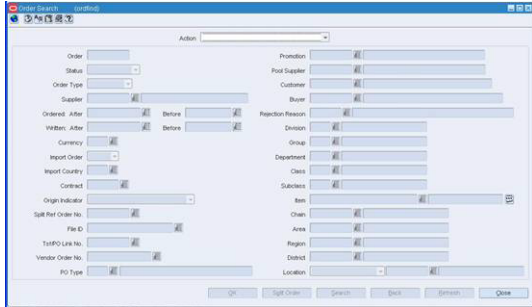 Order Search (ordfind)
Action
Order
Status
Order Type
Supplier
Ordered: After Before
Written: After Before
Currency
Import Order
Import Country
Contract
Origin Indicator
Split Ref Order No.
File ID
Tsf/PO Link No.
Vendor Order No.
PO Type
Promotion
Pool Supplier
Customer
Buyer
Rejection Reason
Division
Group
Department
Class
Subclass
Item
Chain
Area
Region
District
Location
OK Split Order Search Back Refresh Close